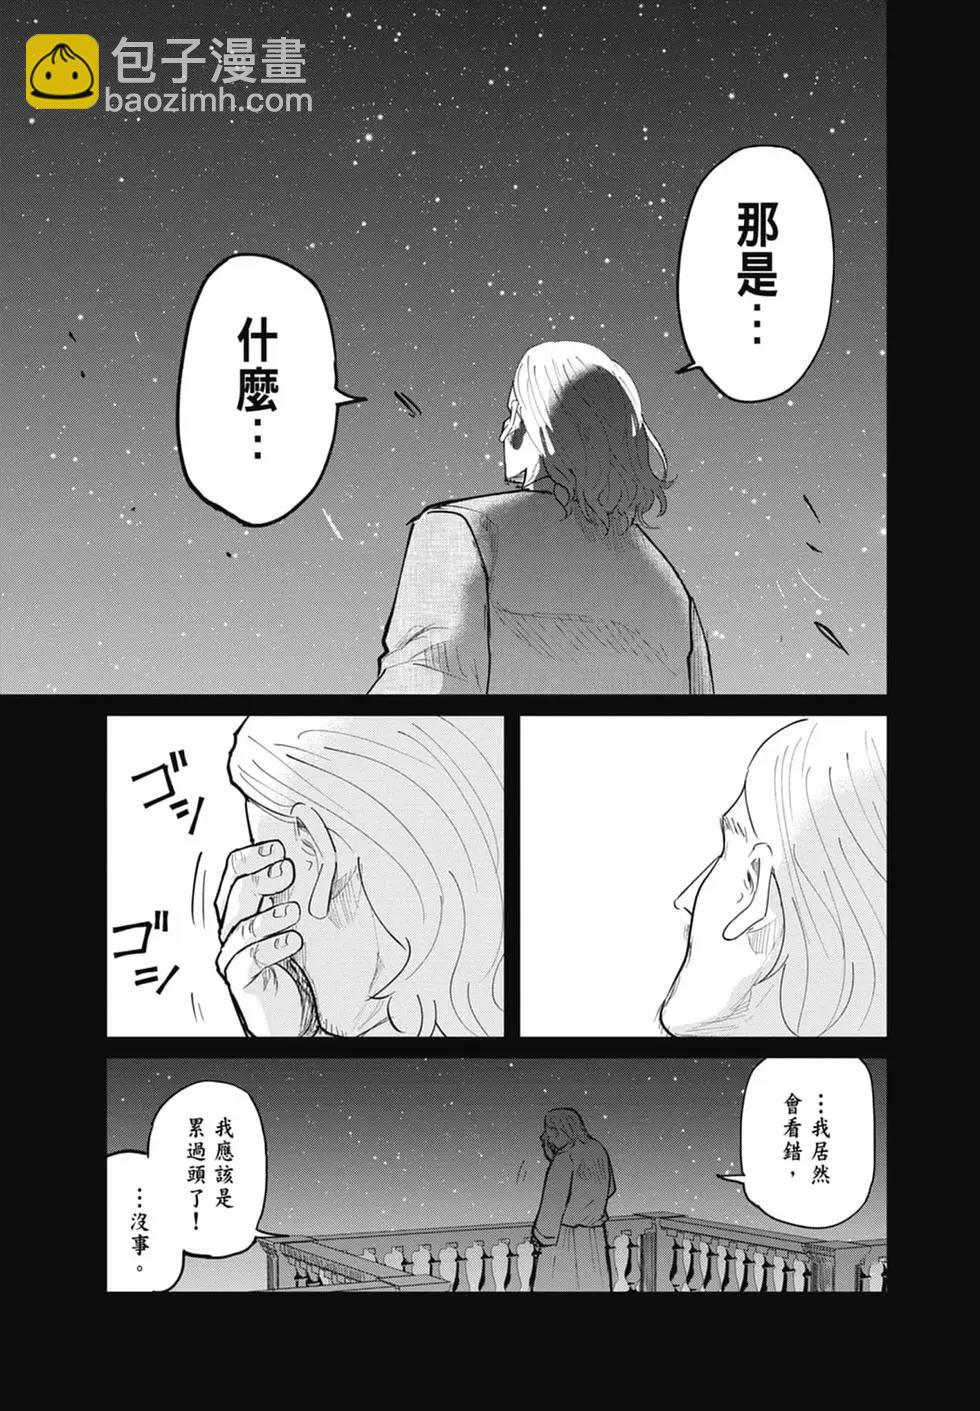 包子漫畫
baozimh.com
那是…
什麼…
ゴシ
ゴシ
…我居然
會看錯，
我應該是
累過頭了！
…沒事。